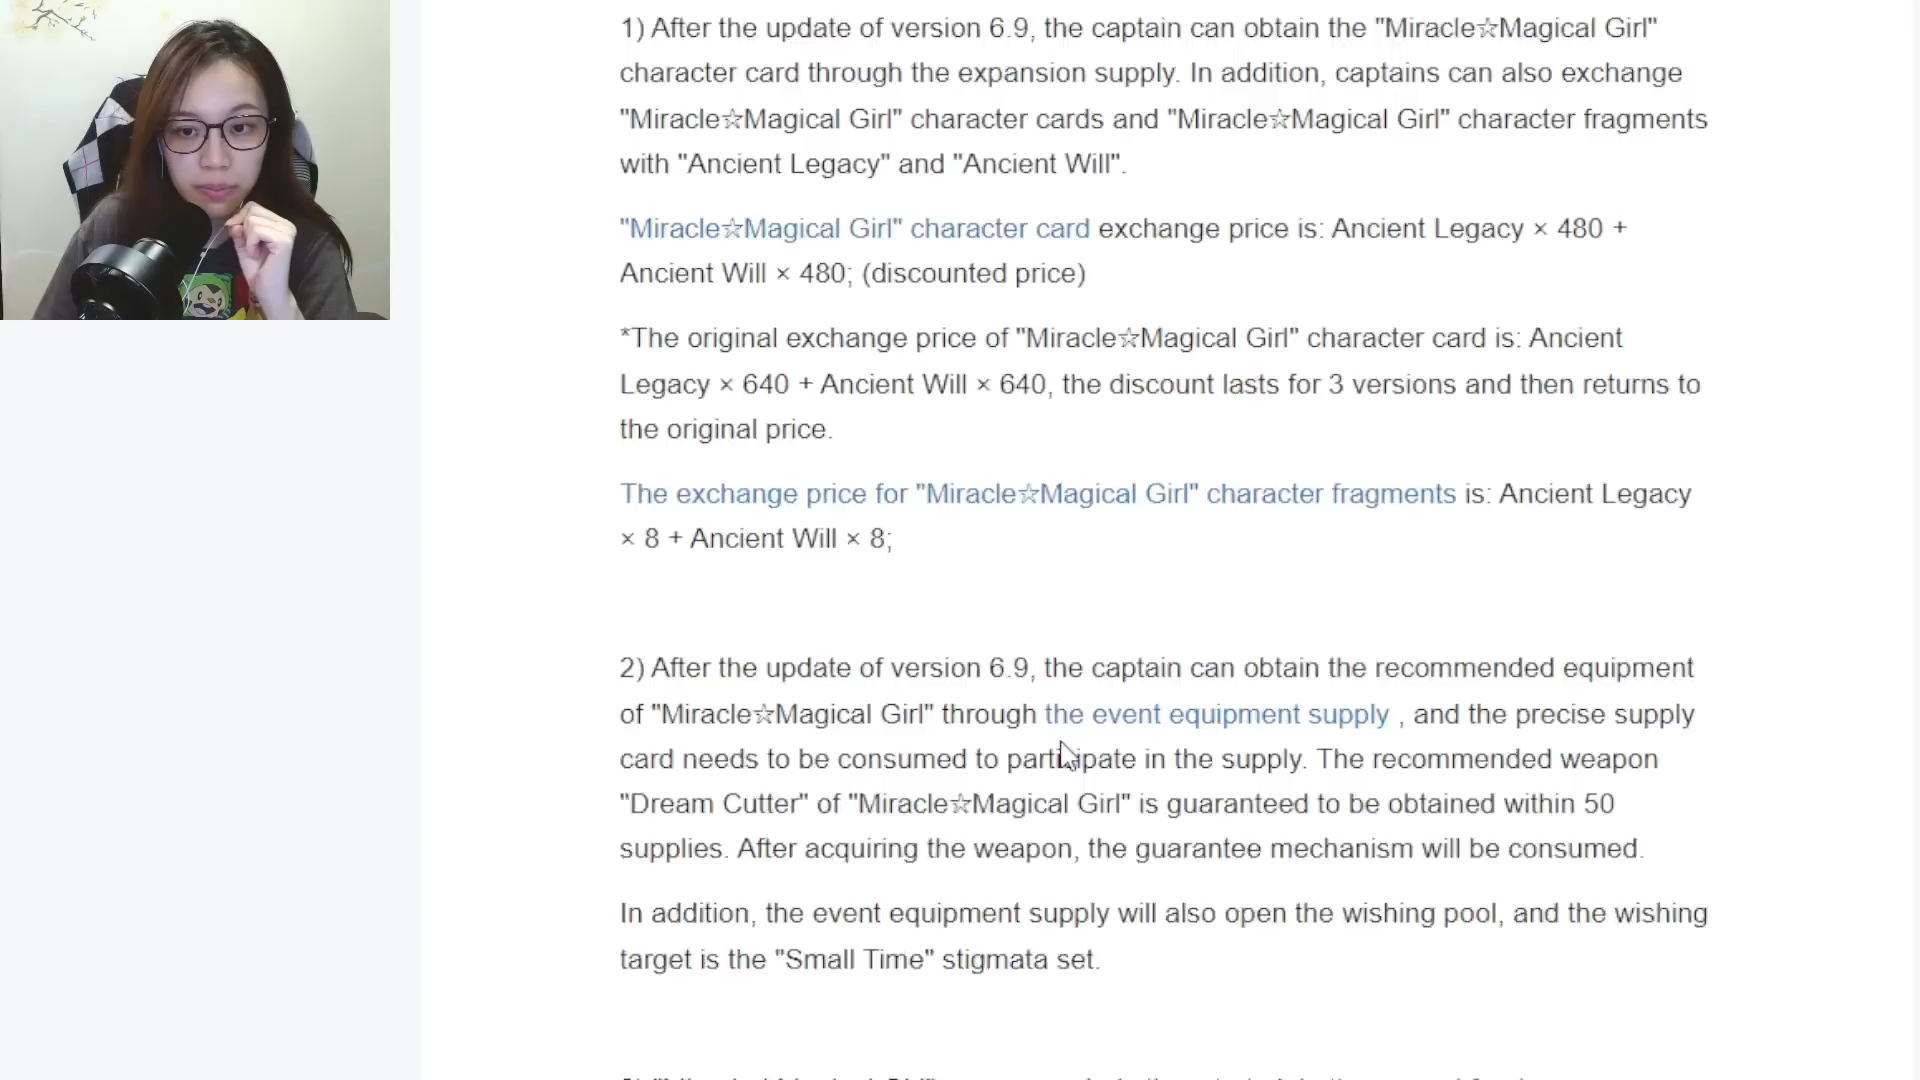 1) After the update of version 6.9, the captain can obtain the "Miracle☆Magical Girl"
character card through the expansion supply. In addition, captains can also exchange
"Miracle☆Magical Girl" character cards and "Miracle☆Magical Girl" character fragments
with "Ancient Legacy" and "Ancient Will".
"Miracle☆Magical Girl" character card exchange price is: Ancient Legacy × 480 +
Ancient Will × 480; (discounted price)
*The original exchange price of "Miracle☆Magical Girl" character card is: Ancient
Legacy × 640 + Ancient Will × 640, the discount lasts for 3 versions and then returns to
the original price.
The exchange price for "Miracle☆Magical Girl" character fragments is: Ancient Legacy
× 8 + Ancient Will × 8;
2) After the update of version 6.9, the captain can obtain the recommended equipment
of "Miracle☆Magical Girl" through the event equipment supply , and the precise supply
card needs to be consumed to participate in the supply. The recommended weapon
"Dream Cutter" of "Miracle☆Magical Girl" is guaranteed to be obtained within 50
supplies. After acquiring the weapon, the guarantee mechanism will be consumed.
In addition, the event equipment supply will also open the wishing pool, and the wishing
target is the "Small Time" stigmata set.